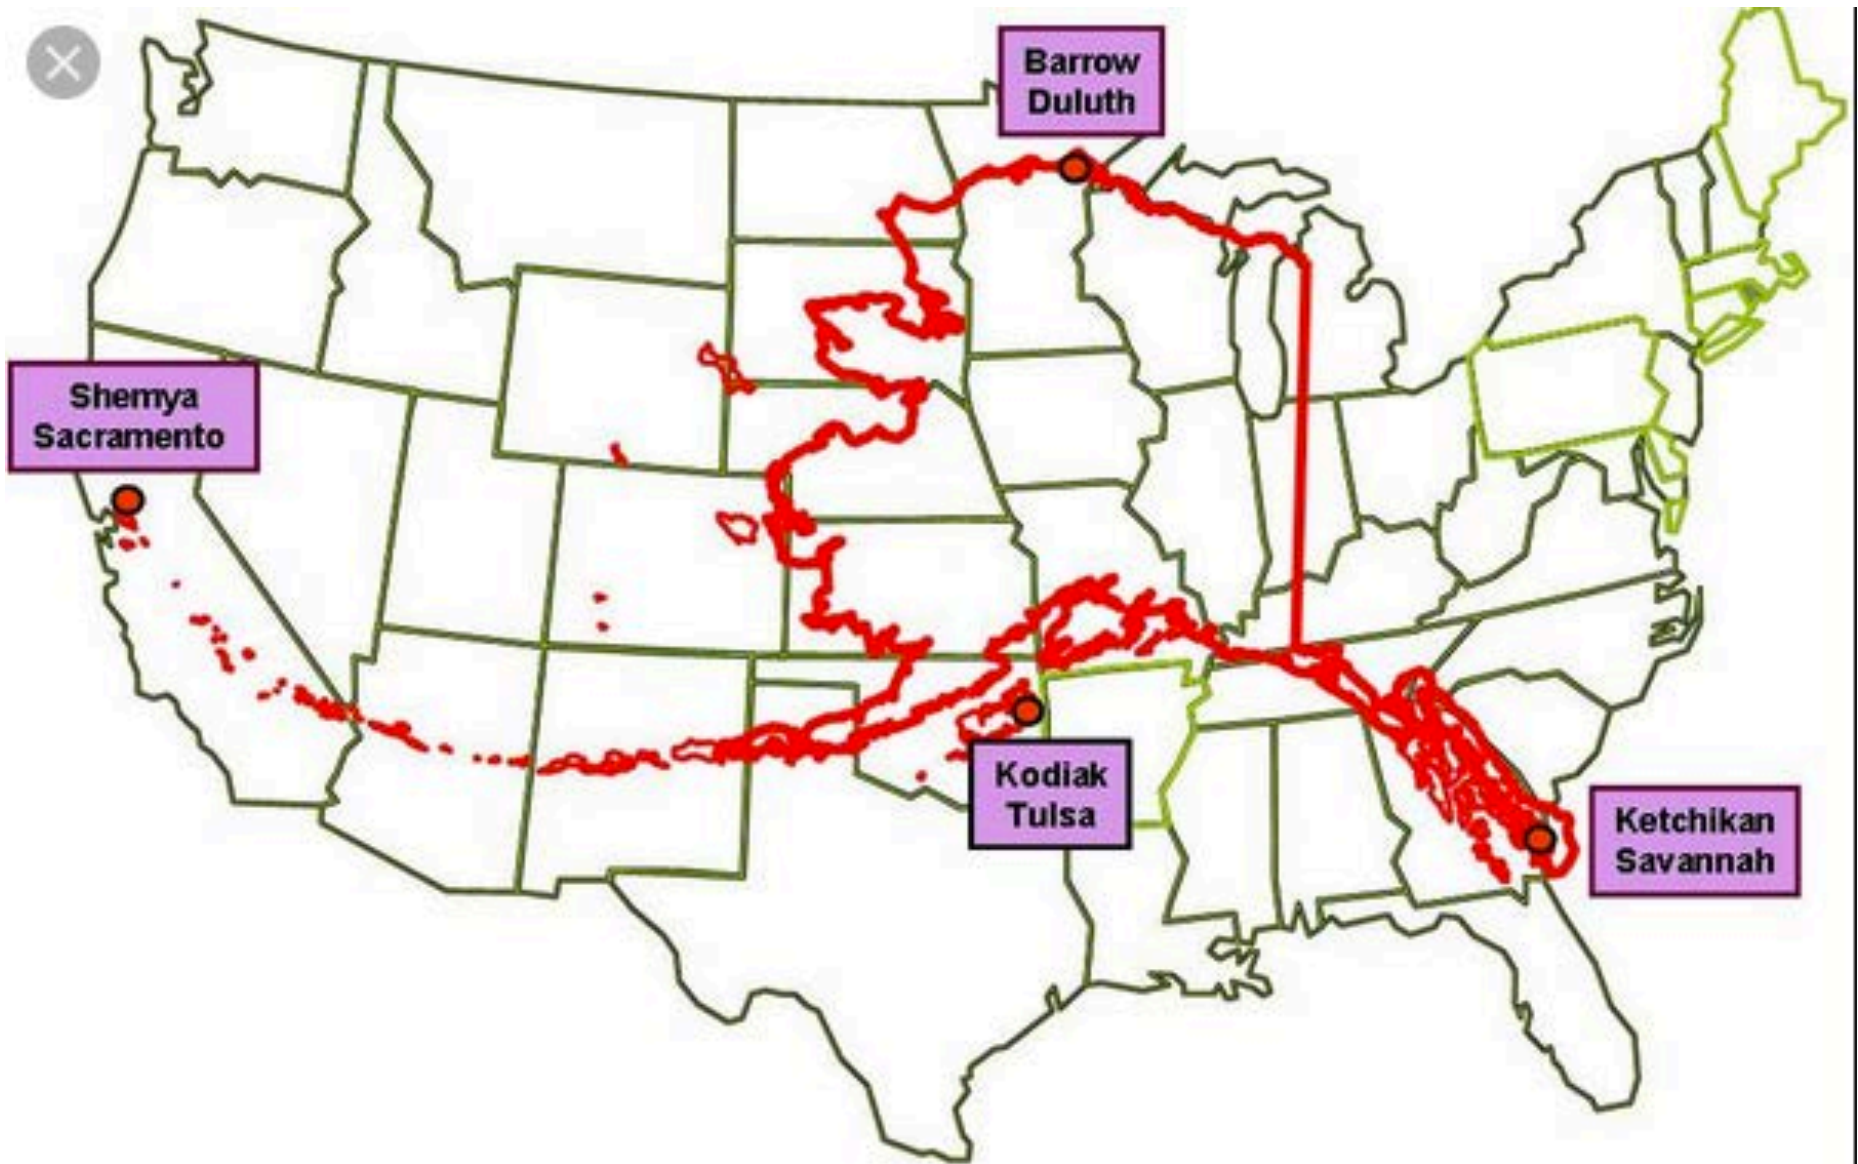 Barrow
Duluth
Shemya
Sacramento
Kodiak
Tulsa
Ketchikan
Savannah